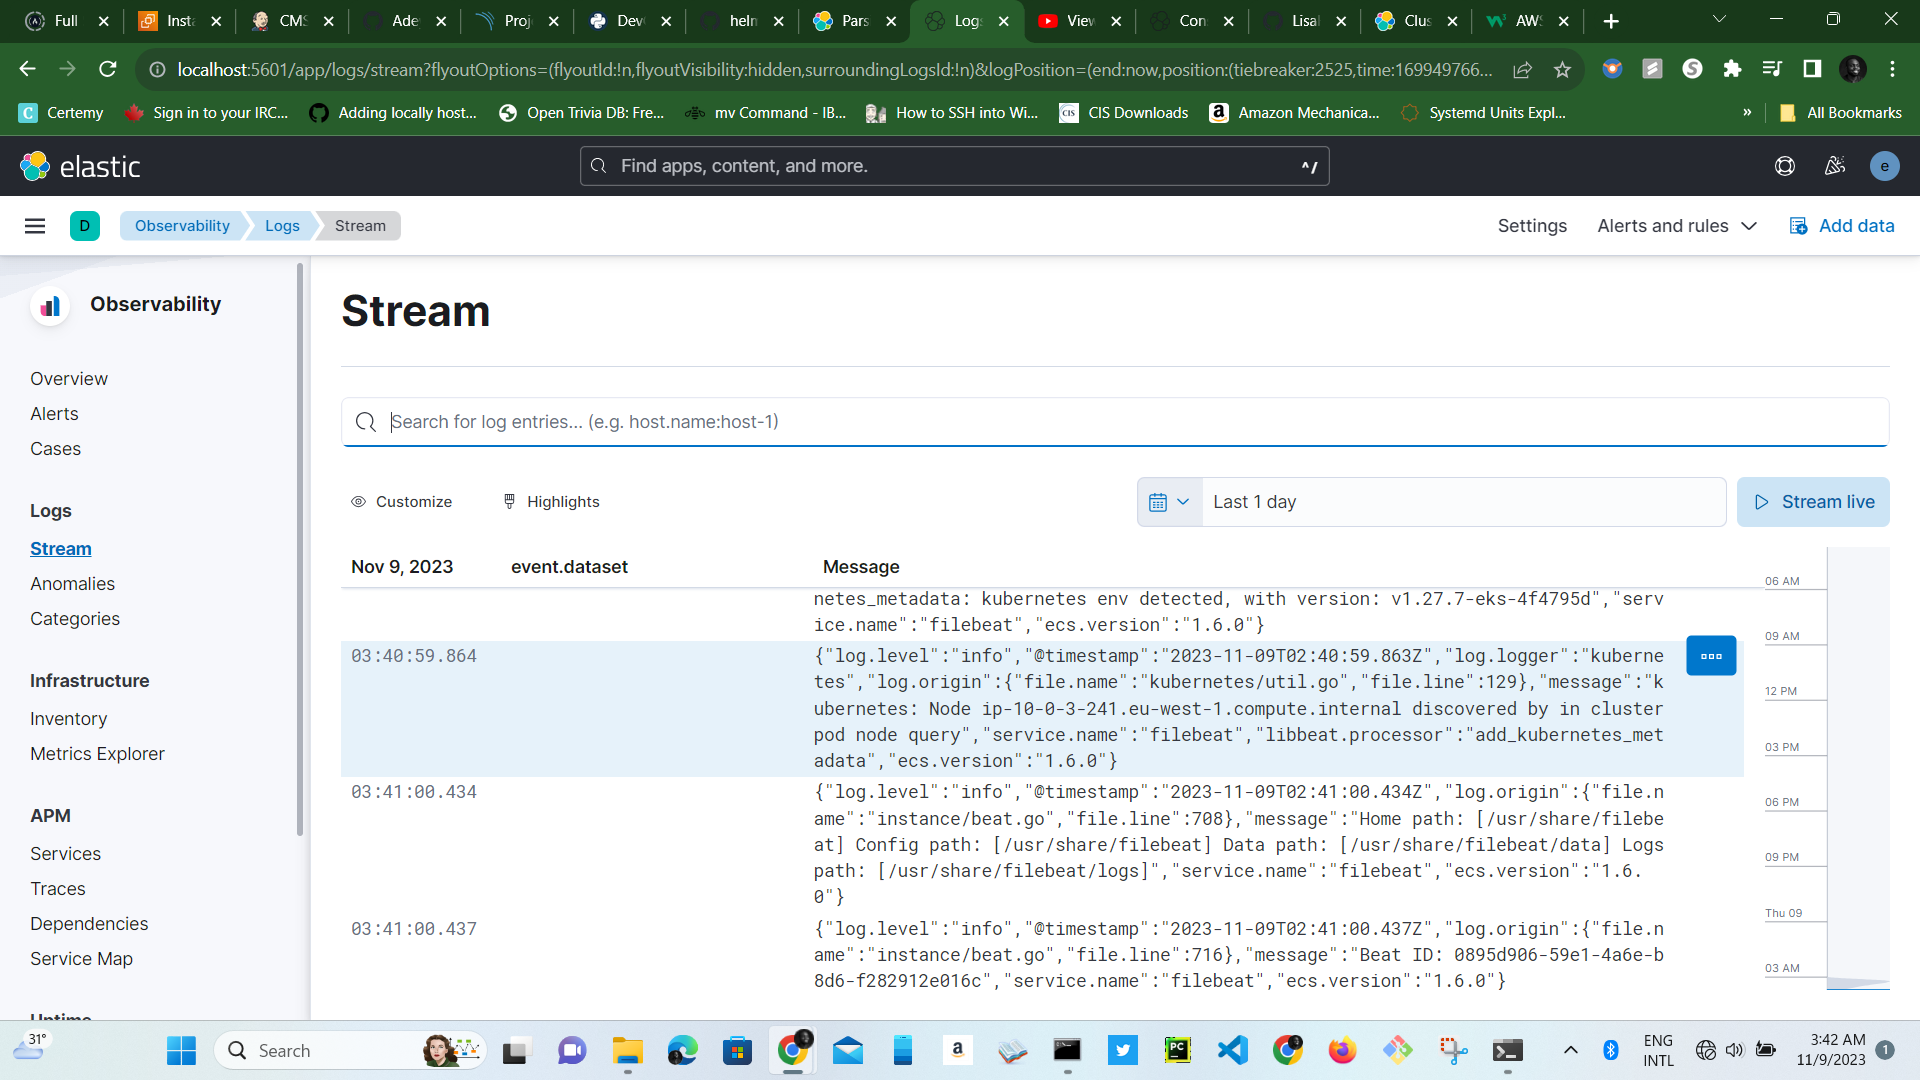 Full
Insta
CMS
Ade
Proj
Dev
helm
Pars
Logs
View
Con
Lisa
Clus
AWS
localhost:5601/app/logs/stream?flyoutOptions=(flyoutId:!n,flyoutVisibility:hidden,surroundingLogsId:!n)&logPosition=(end:now,position:(tiebreaker:2525,time:169949766...
Certemy
Sign in to your IRC...
Adding locally host...
Open Trivia DB: Fre...
mv Command - IB...
How to SSH into Wi...
CIS Downloads
Amazon Mechanica...
Systemd Units Expl...
»
All Bookmarks
elastic
Find apps, content, and more.
^/
e
D
Observability
Logs
Stream
Settings
Alerts and rules
Add data
Observability
Overview
Alerts
Cases
Logs
Stream
Anomalies
Categories
Infrastructure
Inventory
Metrics Explorer
APM
Services
Traces
Dependencies
Service Map
Uptime
Stream
Search for log entries... (e.g. host.name:host-1)
Customize
Highlights
Last 1 day
Stream live
Nov 9, 2023 event.dataset Message
netes_metadata: kubernetes env detected, with version: v1.27.7-eks-4f4795d","serv
ice.name":"filebeat","ecs.version":"1.6.0"}
03:40:59.864 {"log.level":"info","@timestamp":"2023-11-09T02:40:59.863Z","log.logger":"kuberne
tes","log.origin":{"file.name":"kubernetes/util.go","file.line":129},"message":"k
ubernetes: Node ip-10-0-3-241.eu-west-1.compute.internal discovered by in cluster
pod node query","service.name":"filebeat","libbeat.processor":"add_kubernetes_met
adata","ecs.version":"1.6.0"}
03:41:00.434 {"log.level":"info","@timestamp":"2023-11-09T02:41:00.434Z","log.origin":{"file.n
ame":"instance/beat.go","file.line":708},"message":"Home path: [/usr/share/filebe
at] Config path: [/usr/share/filebeat] Data path: [/usr/share/filebeat/data] Logs
path: [/usr/share/filebeat/logs]","service.name":"filebeat","ecs.version":"1.6.
0"}
03:41:00.437 {"log.level":"info","@timestamp":"2023-11-09T02:41:00.437Z","log.origin":{"file.n
ame":"instance/beat.go","file.line":716},"message":"Beat ID: 0895d906-59e1-4a6e-b
8d6-f282912e016c","service.name":"filebeat","ecs.version":"1.6.0"}
06 AM
09 AM
12 PM
03 PM
06 PM
09 PM
Thu 09
03 AM
31°
Search
ENG
INTL
3:42 AM
11/9/2023
1